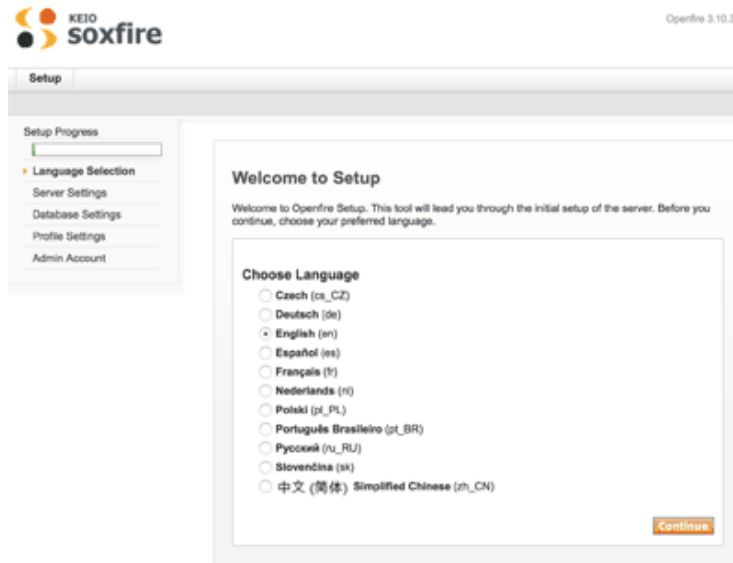 KEIO
soxfire
Openfire 3.10.3
Setup
Setup Progress
Language Selection
Server Settings
Database Settings
Profile Settings
Admin Account
Welcome to Setup
Welcome to Openfire Setup. This tool will lead you through the initial setup of the server. Before you
continue, choose your preferred language.
Choose Language
Czech (cs_CZ)
Deutsch (de)
English (en)
Español (es)
Français (fr)
Nederlands (nl)
Polski (pl_PL)
Português Brasileiro (pt_BR)
Русский (ru_RU)
Slovenčina (sk)
中文 (简体) Simplified Chinese (zh_CN)
Continue